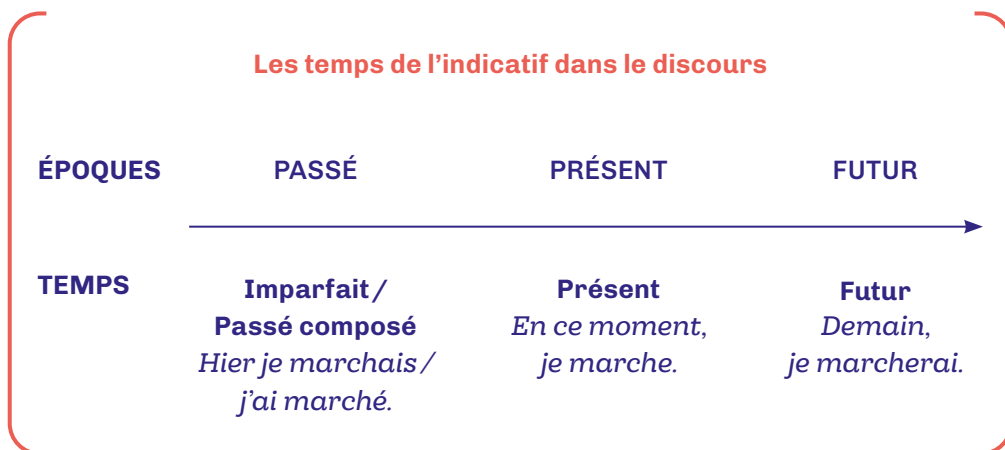 Les temps de l’indicatif dans le discours
ÉPOQUES PASSÉ PRÉSENT FUTUR
TEMPS
Imparfait / Présent Futur
Passé composé En ce moment, Demain,
Hier je marchais / je marche. je marcherai.
j’ai marché.